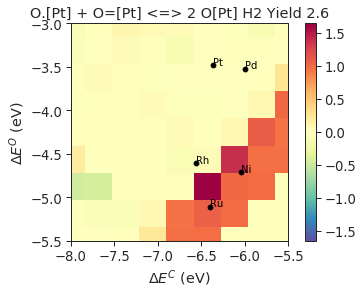 O.[Pt] + O=[Pt] <=> 2 O[Pt] H2 Yield 2.6
−3.0
−3.5
−4.0
−4.5
−5.0
−5.5
ΔE^O (eV)
Pt
Pd
Rh
Ni
Ru
−8.0 −7.5 −7.0 −6.5 −6.0 −5.5
ΔE^C (eV)
1.5
1.0
0.5
0.0
−0.5
−1.0
−1.5